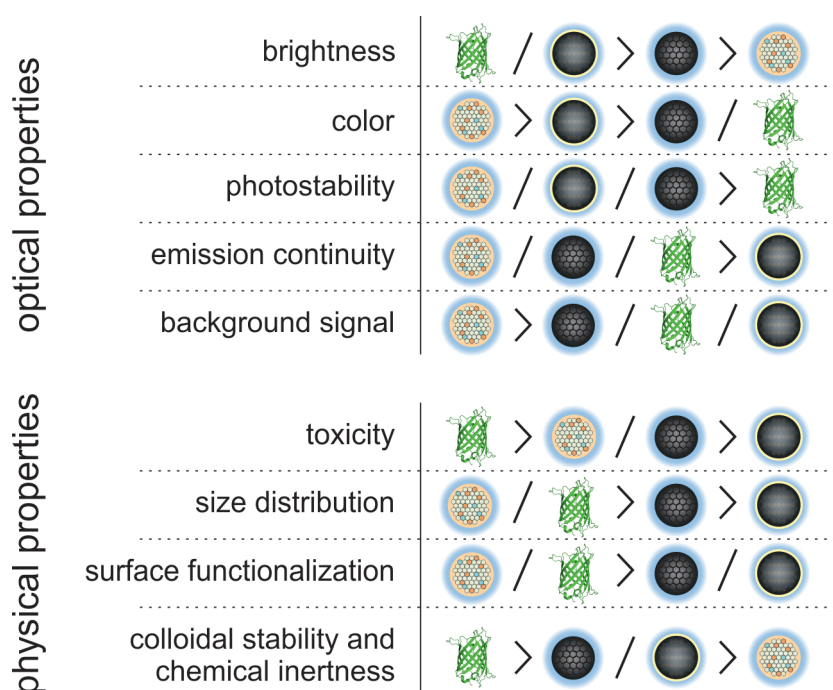 optical properties
brightness / > >
color > > /
photostability / / >
emission continuity / / >
background signal > / /
physical properties
toxicity > / >
size distribution / > >
surface functionalization / > /
colloidal stability and
chemical inertness > / >